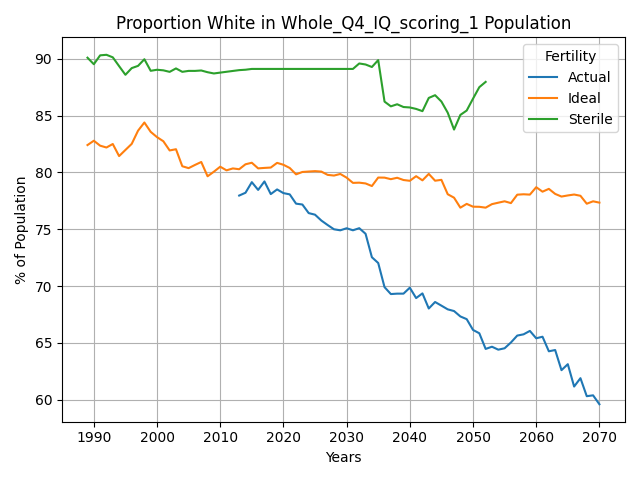 Proportion White in Whole_Q4_IQ_scoring_1 Population
% of Population
90
85
80
75
70
65
60
Fertility
Actual
Ideal
Sterile
1990 2000 2010 2020 2030 2040 2050 2060 2070
Years